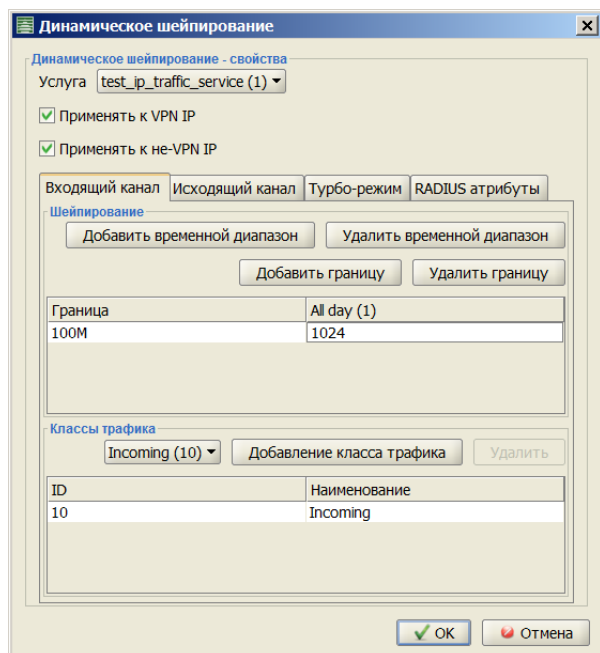 Динамическое шейпирование
Динамическое шейпирование - свойства
Услуга test_ip_traffic_service (1)
Применять к VPN IP
Применять к не-VPN IP
Входящий канал Исходящий канал Турбо-режим RADIUS атрибуты
Шейпирование
Добавить временной диапазон Удалить временной диапазон
Добавить границу Удалить границу
Граница All day (1)
100M 1024
Классы трафика
Incoming (10) Добавление класса трафика Удалить
ID Наименование
10 Incoming
OK Отмена